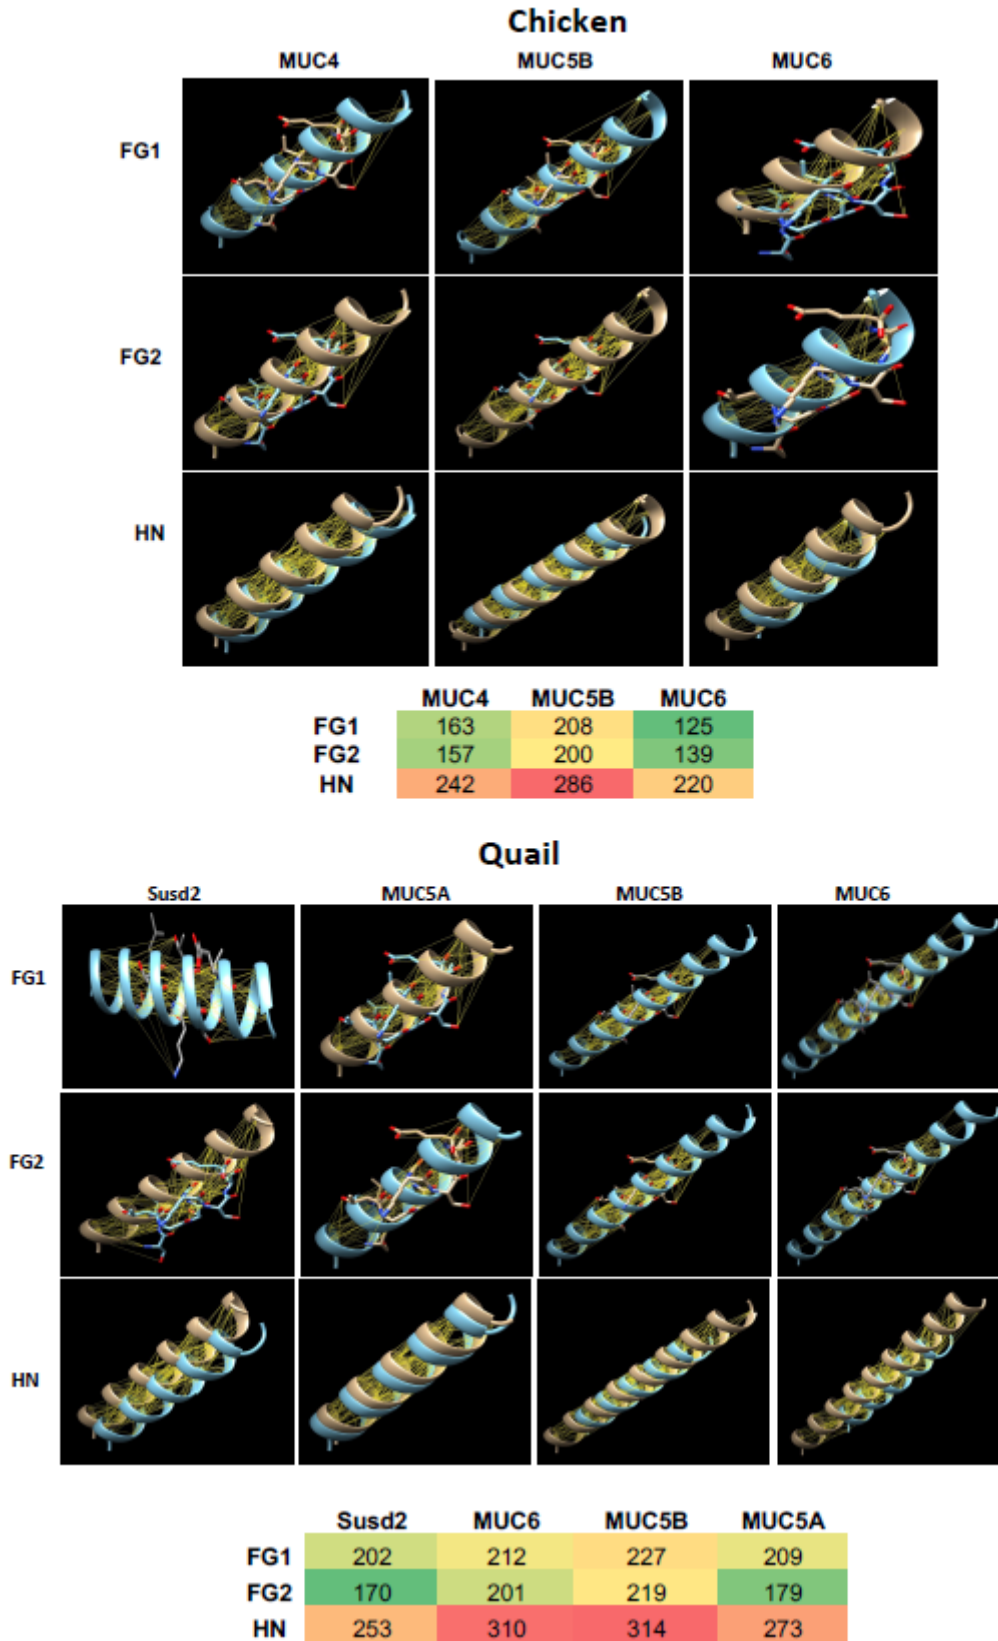 Chicken
MUC4 MUC5B MUC6
FG1
FG2
HN
MUC4 MUC5B MUC6
FG1 163 208 125
FG2 157 200 139
HN 242 286 220
Quail
Susd2 MUC5A MUC5B MUC6
FG1
FG2
HN
Susd2 MUC6 MUC5B MUC5A
FG1 202 212 227 209
FG2 170 201 219 179
HN 253 310 314 273